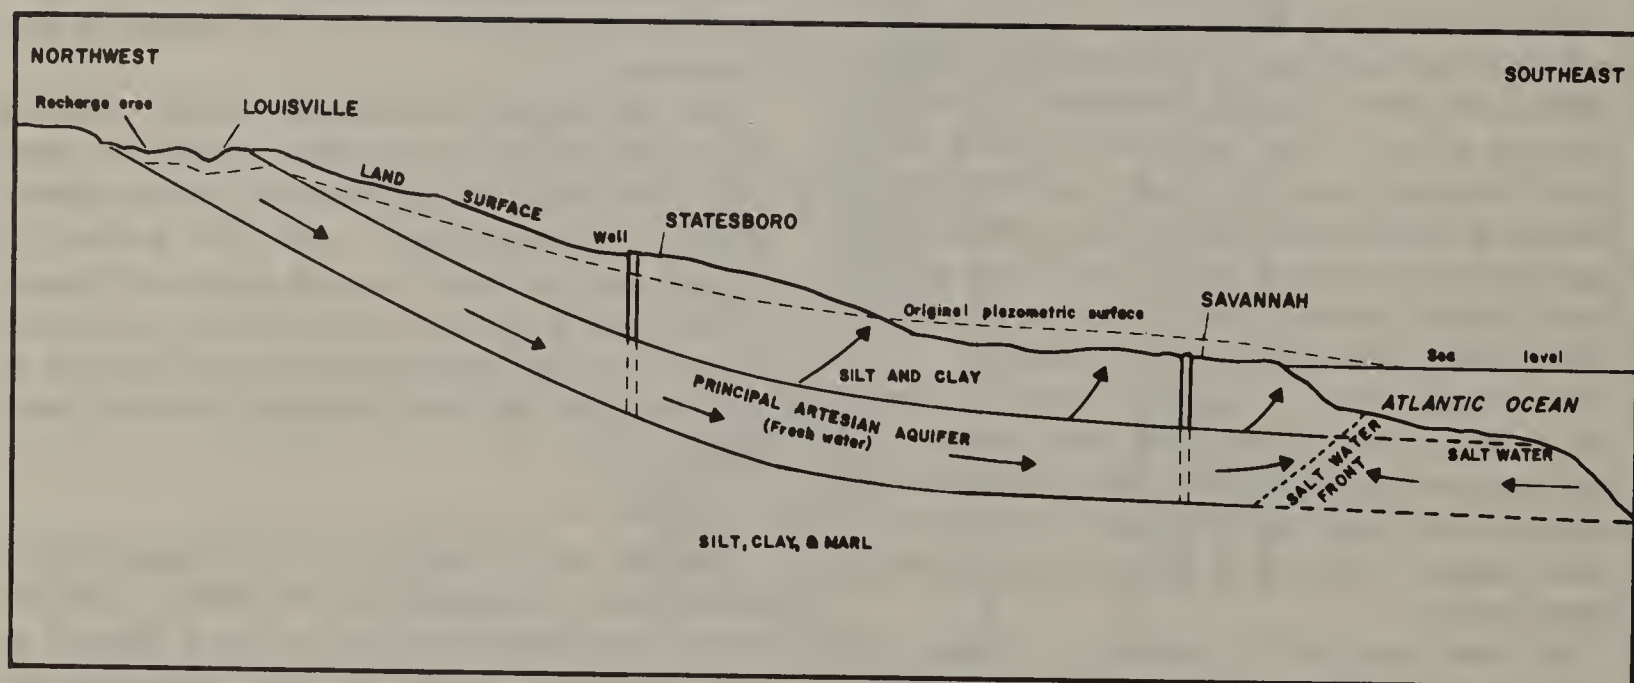 NORTHWEST
SOUTHEAST
Recharge area
LOUISVILLE
LAND
SURFACE
Well
STATESBORO
Original piezometric surface
SAVANNAH
Sea level
SILT AND CLAY
PRINCIPAL ARTESIAN AQUIFER
(Fresh water)
ATLANTIC OCEAN
SALT WATER
FRONT
SALT WATER
SILT, CLAY, & MARL